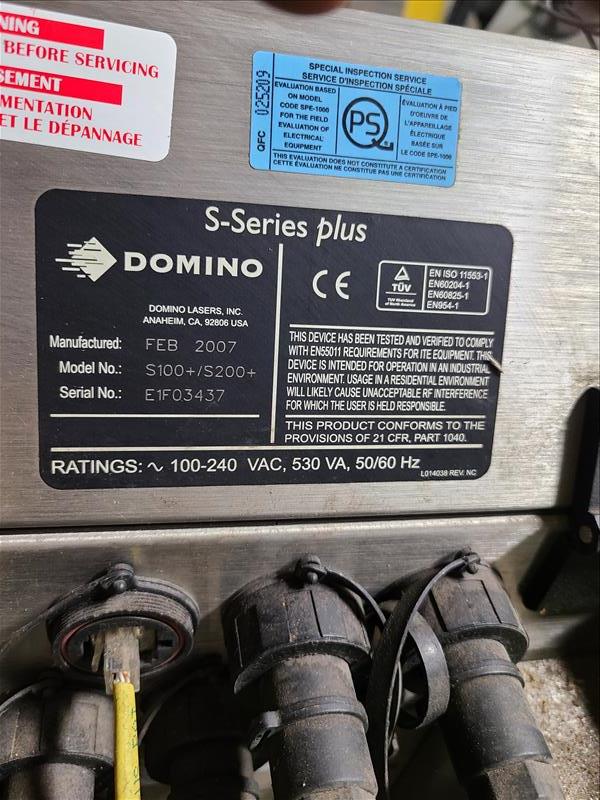 NING
BEFORE SERVICING
SEMENT
MENTATION
ET LE DÉPANNAGE
SPECIAL INSPECTION SERVICE
SERVICE D'INSPECTION SPÉCIALE
QFC 025209
EVALUATION BASED
ON MODEL
CODE SPE-1000
FOR THE FIELD
EVALUATION OF
ELECTRICAL
EQUIPMENT
PS
ÉVALUATION À PIED
D'OEUVRE DE
L'APPAREILLAGE
ÉLECTRIQUE
BASÉE SUR
LE CODE SPE-1000
THIS EVALUATION DOES NOT CONSTITUTE A CERTIFICATION
CETTE ÉVALUATION NE CONSTITUE PAS UNE CERTIFICATION
S-Series plus
DOMINO
DOMINO LASERS, INC.
ANAHEIM, CA, 92806 USA
Manufactured: FEB 2007
Model No.: S100+/S200+
Serial No.: E1F03437
CE
TÜV
TÜV Rheinland
of North America
EN ISO 11553-1
EN60204-1
EN60825-1
EN954-1
THIS DEVICE HAS BEEN TESTED AND VERIFIED TO COMPLY
WITH EN55011 REQUIREMENTS FOR ITE EQUIPMENT. THIS
DEVICE IS INTENDED FOR OPERATION IN AN INDUSTRIAL
ENVIRONMENT. USAGE IN A RESIDENTIAL ENVIRONMENT
WILL LIKELY CAUSE UNACCEPTABLE RF INTERFERENCE
FOR WHICH THE USER IS HELD RESPONSIBLE.
THIS PRODUCT CONFORMS TO THE
PROVISIONS OF 21 CFR, PART 1040.
RATINGS: ~ 100-240 VAC, 530 VA, 50/60 Hz
L014038 REV. NC